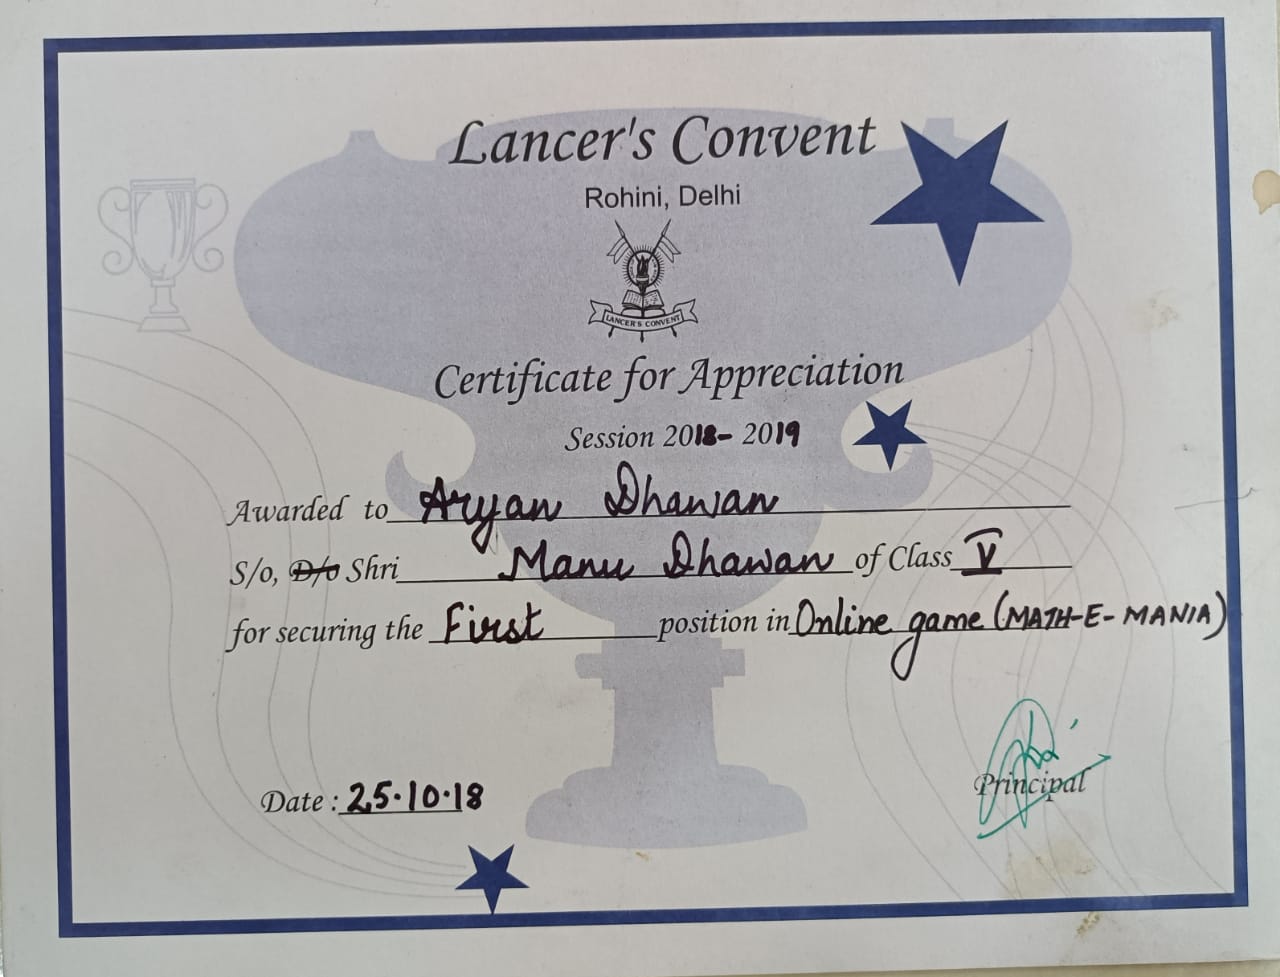 Lancer's Convent
Rohini, Delhi
LANCER'S CONVENT
Certificate for Appreciation
Session 2018-2019
Awarded to Aryan Dhawan
S/o, D/o Shri Manu Dhawan of Class V
for securing the First position in Online game (MATH-E-MANIA)
Principal
Date : 25.10.18